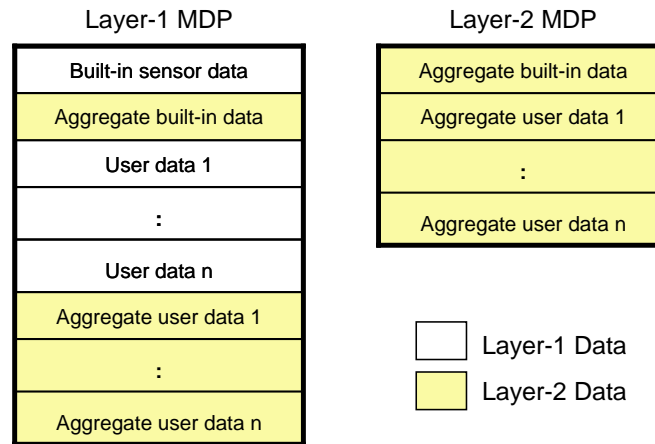 Layer-1 MDP
Built-in sensor data
Aggregate built-in data
User data 1
:
User data n
Aggregate user data 1
:
Aggregate user data n
Layer-2 MDP
Aggregate built-in data
Aggregate user data 1
:
Aggregate user data n
Layer-1 Data
Layer-2 Data